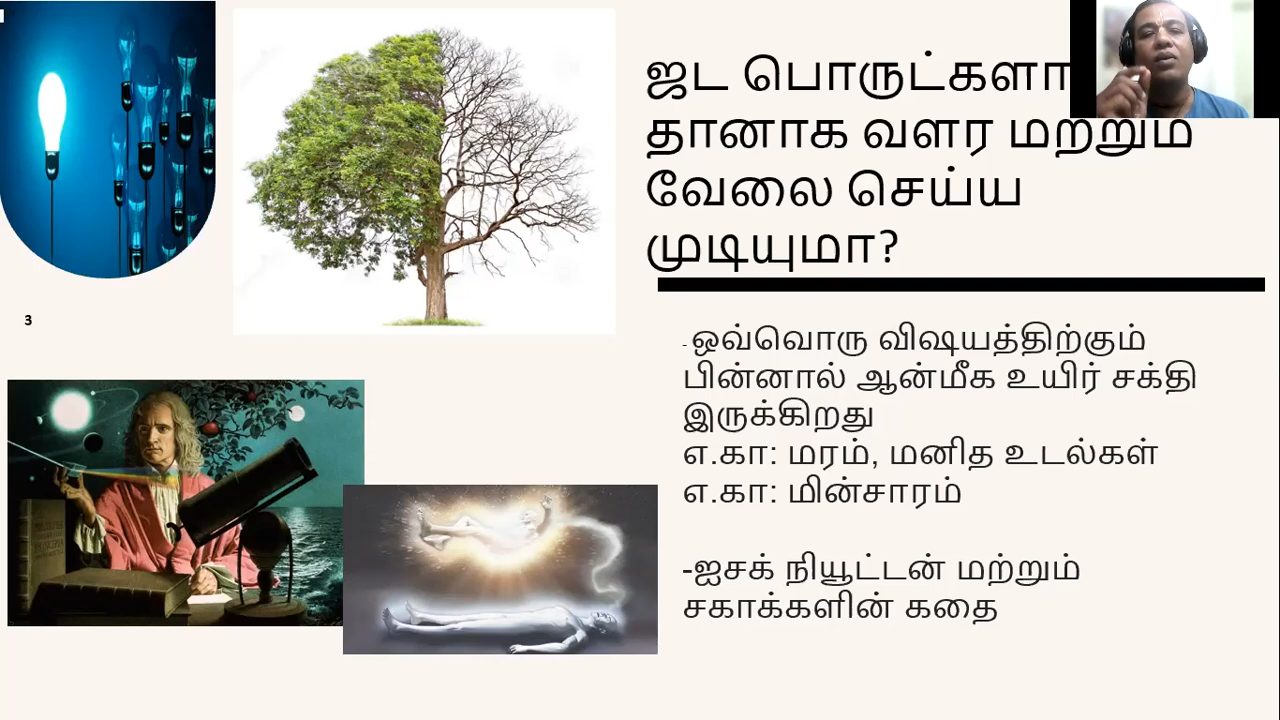 ஜட பொருட்களா
தானாக வளர மற்றும்
வேலை செய்ய
முடியுமா?
3
-ஒவ்வொரு விஷயத்திற்கும்
பின்னால் ஆன்மீக உயிர் சக்தி
இருக்கிறது
எ.கா: மரம், மனித உடல்கள்
எ.கா: மின்சாரம்
-ஐசக் நியூட்டன் மற்றும்
சகாக்களின் கதை